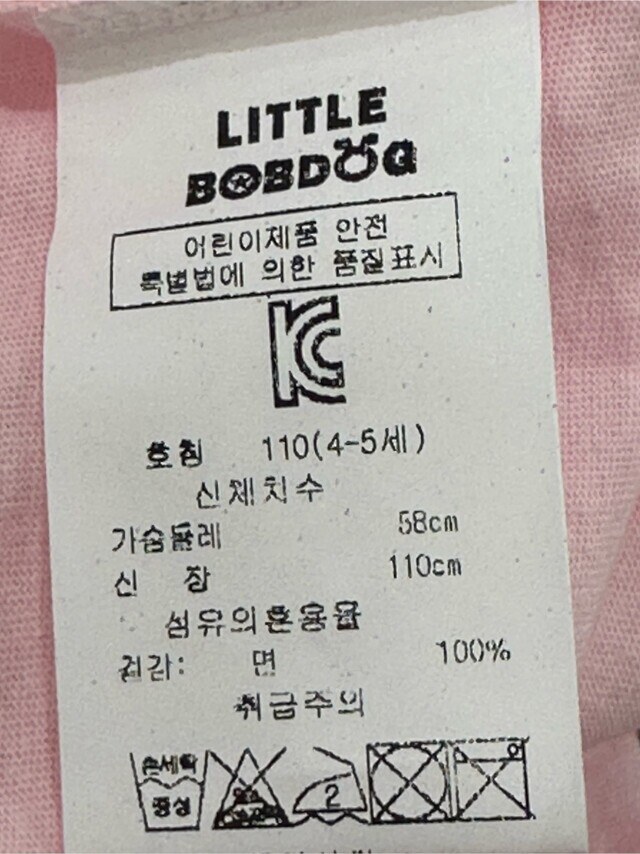 LITTLE
BOBDOG
어린이제품 안전
특별법에 의한 품질표시
KC
호칭 110(4-5세)
신체치수
가슴둘레 58cm
신 장 110cm
섬유의혼용율
겉감: 면 100%
취급주의
손세탁
중성
2